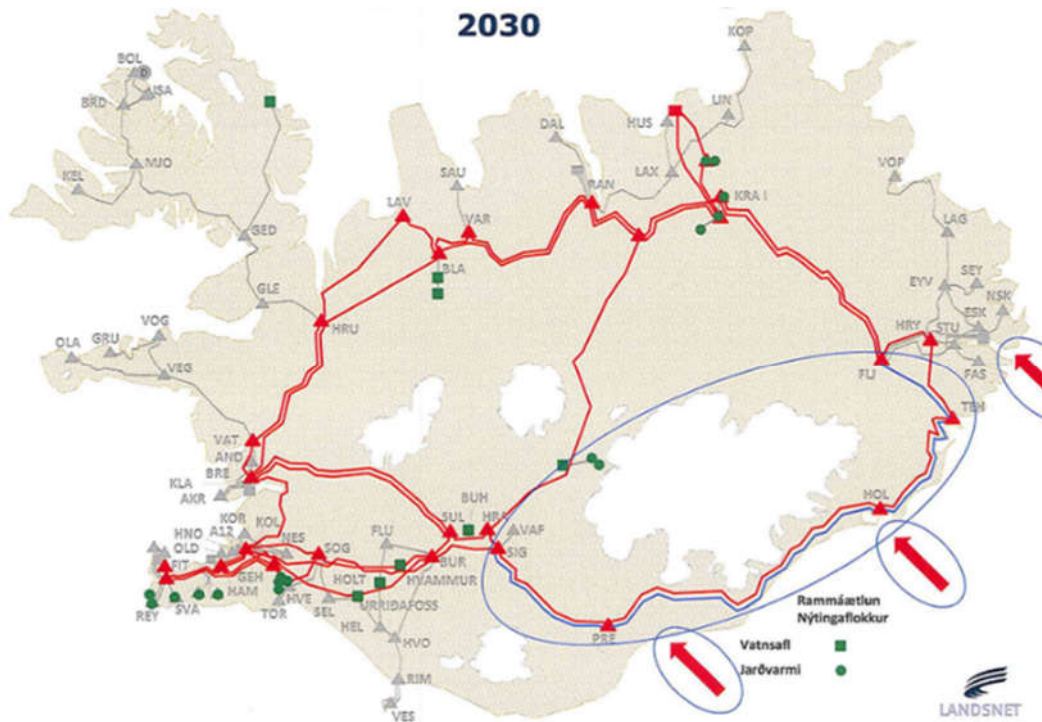 2030
KOP
BOL
D
ISA
BRD
LIN
HUS
DAL
MJO
VOP
KEL
LAX
SAU
RAN
KRA I
LAV
VAR
LAG
GED
BLA
SEY
EYV
NSK
GLE
ESK
HRU
HRY
STU
VOG
GRU
OLA
VEG
FLJ
FAS
TEH
VAT
AND
BRE
KLA
AKR
BUH
HOL
KOR
KOL
SUL
HRA
VAF
HNO
A12
NES
FLU
OLD
SOG
BUR
SIG
FIT
GEH
HOLT
HVAMMUR
HAM
HVE
REY
SVA
TOR
SEL
URRIÐAFOSS
HEL
PRE
HVO
RIM
VES
Rammáætlun
Nýtingaflokkur
Vatnsafl
Jarðvarmi
LANDSNET